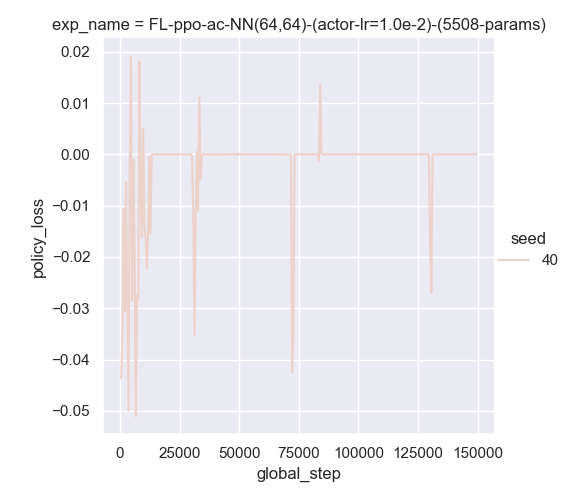 exp_name = FL-ppo-ac-NN(64,64)-(actor-lr=1.0e-2)-(5508-params)
0.02
0.01
0.00
−0.01
−0.02
−0.03
−0.04
−0.05
policy_loss
0 25000 50000 75000 100000 125000 150000
global_step
seed
40